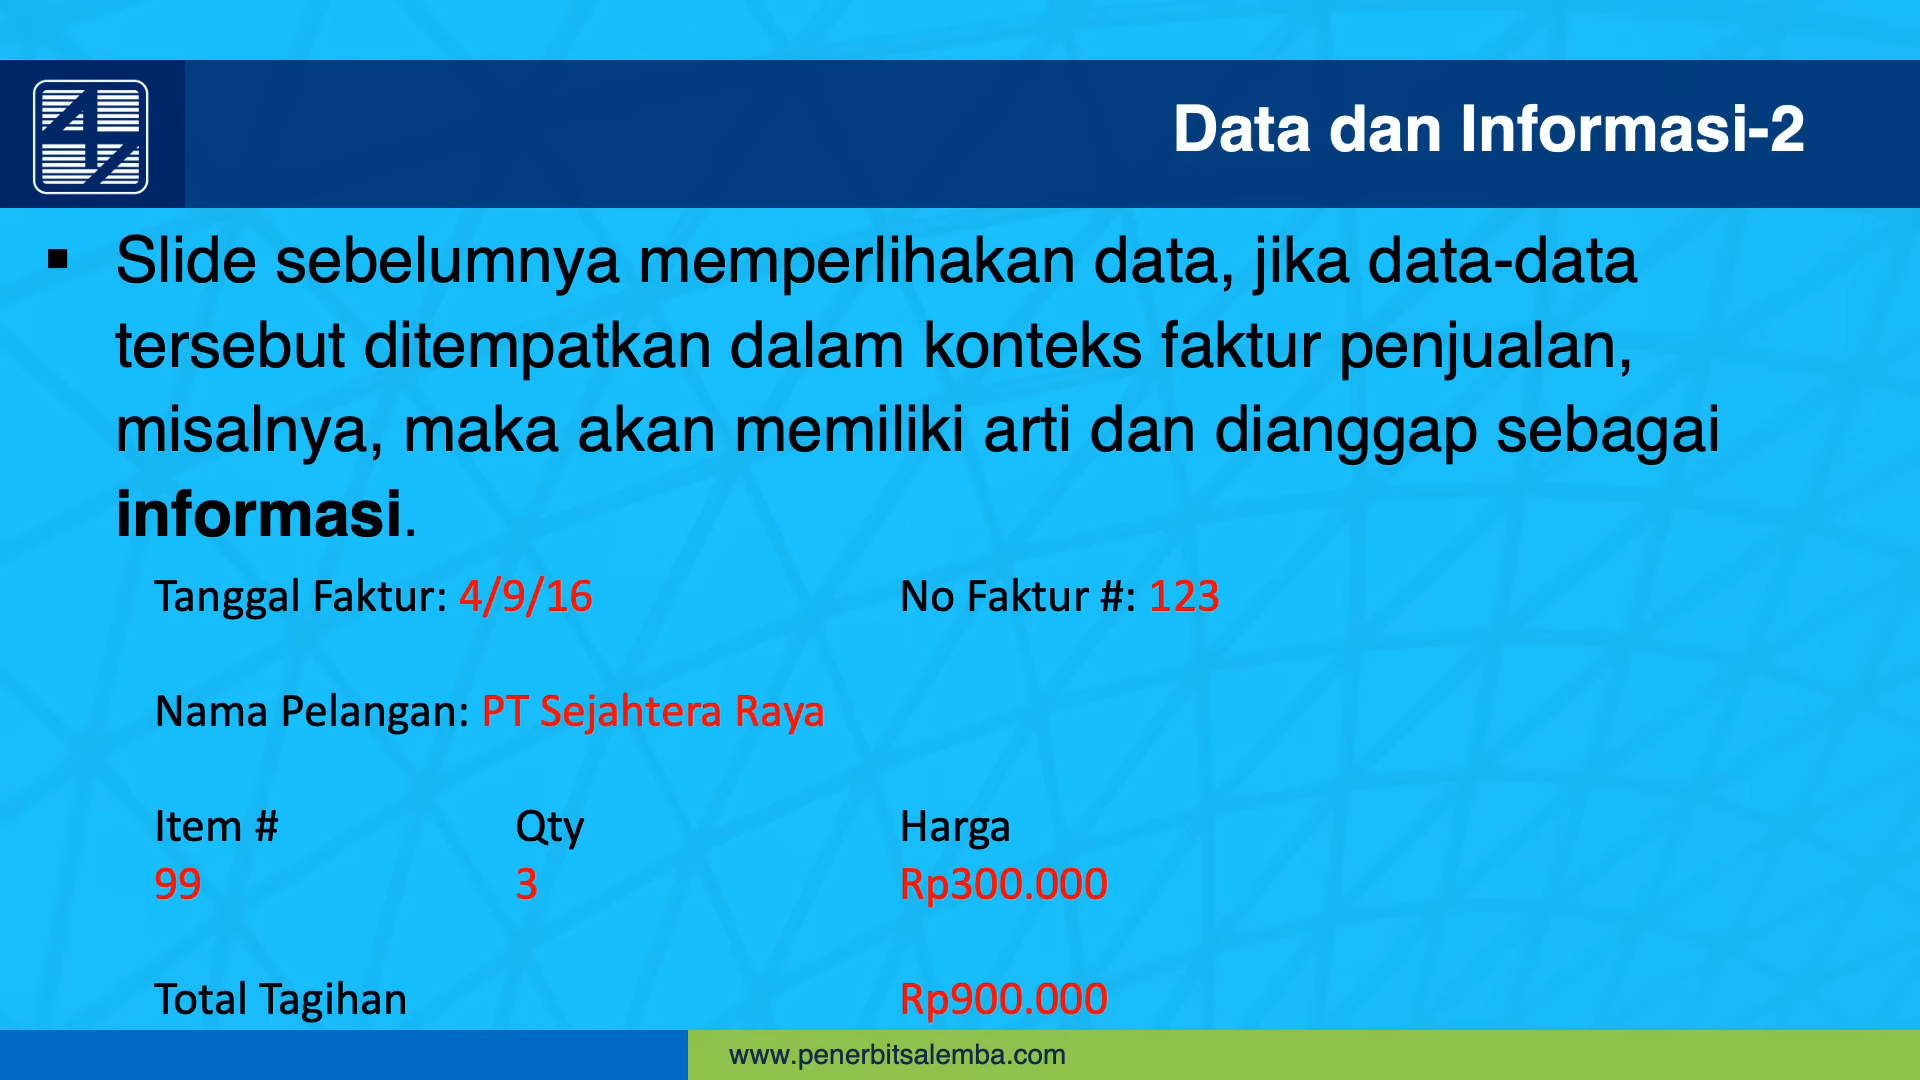 Data dan Informasi-2
▪ Slide sebelumnya memperlihakan data, jika data-data
tersebut ditempatkan dalam konteks faktur penjualan,
misalnya, maka akan memiliki arti dan dianggap sebagai
informasi.
Tanggal Faktur: 4/9/16 No Faktur #: 123
Nama Pelangan: PT Sejahtera Raya
Item # Qty Harga
99 3 Rp300.000
Total Tagihan Rp900.000
www.penerbitsalemba.com